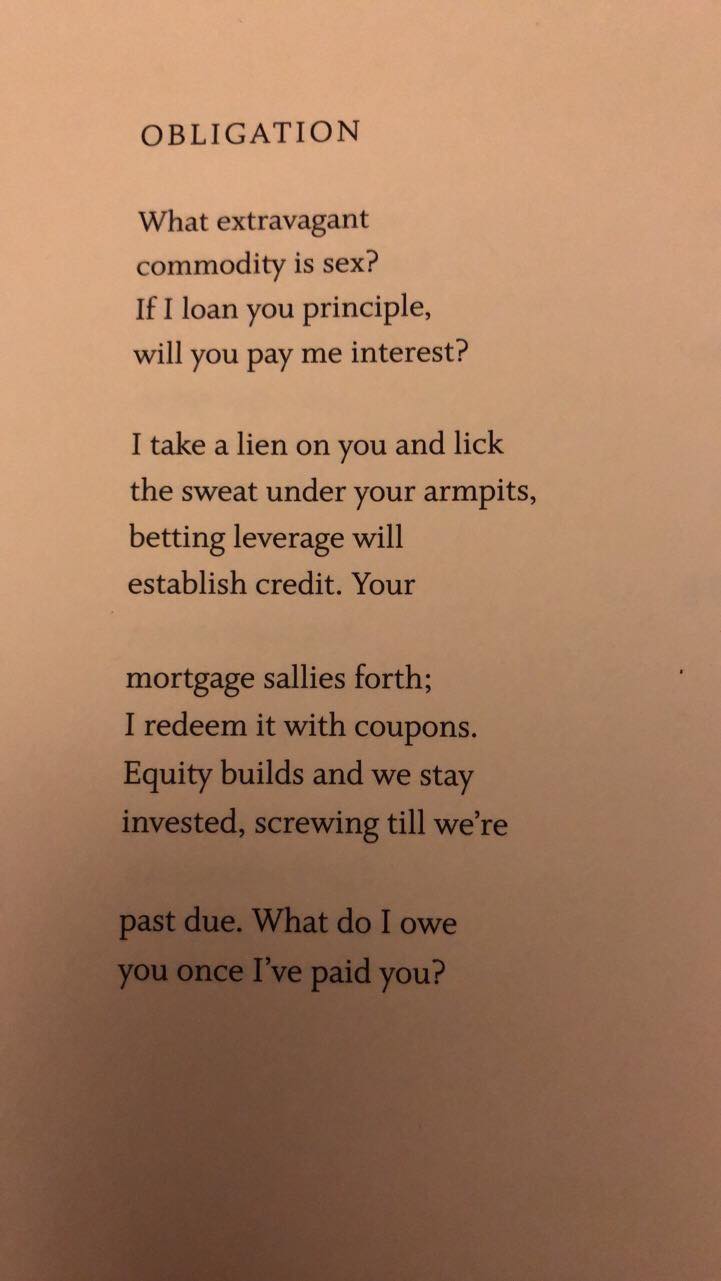 OBLIGATION
What extravagant
commodity is sex?
If I loan you principle,
will you pay me interest?
I take a lien on you and lick
the sweat under your armpits,
betting leverage will
establish credit. Your
mortgage sallies forth;
I redeem it with coupons.
Equity builds and we stay
invested, screwing till we're
past due. What do I owe
you once I've paid you?